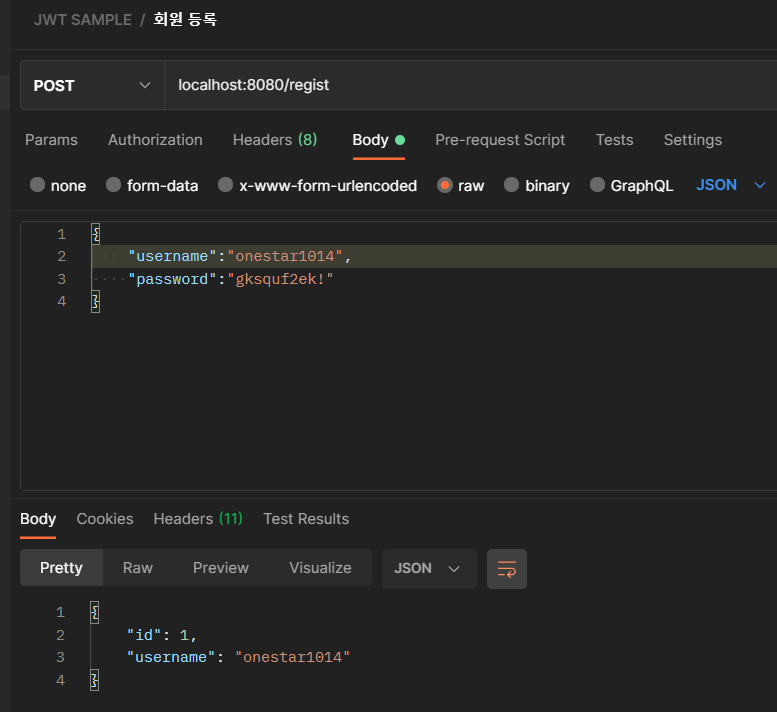 JWT SAMPLE / 회원 등록
POST localhost:8080/regist
Params Authorization Headers (8) Body Pre-request Script Tests Settings
none form-data x-www-form-urlencoded raw binary GraphQL JSON
1 {
2 "username":"onestar1014",
3 "password":"gksquf2ek!"
4 }
Body Cookies Headers (11) Test Results
Pretty Raw Preview Visualize JSON
1 {
2 "id": 1,
3 "username": "onestar1014"
4 }